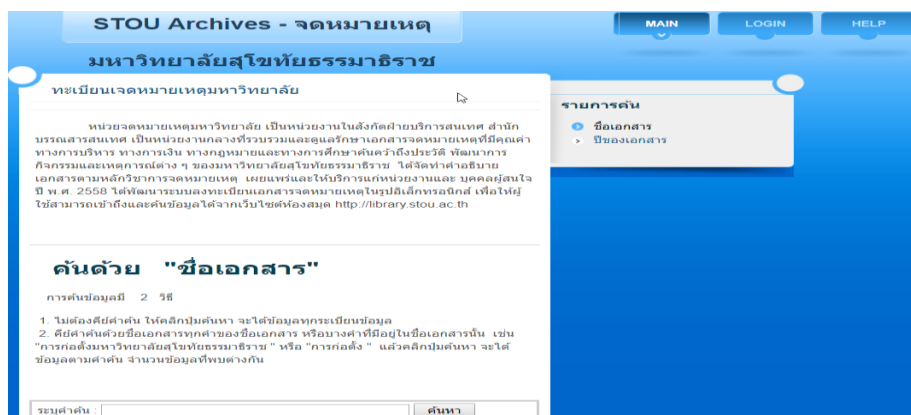 STOU Archives - จดหมายเหตุ
มหาวิทยาลัยสุโขทัยธรรมาธิราช
MAIN
LOGIN
HELP
ทะเบียนเจดหมายเหตุมหาวิทยาลัย
หน่วยจดหมายเหตุมหาวิทยาลัย เป็นหน่วยงานในสังกัดฝ่ายบริการสนเทศ สำนัก
บรรณสารสนเทศ เป็นหน่วยงานกลางที่รวบรวมและดูแลรักษาเอกสารจดหมายเหตุที่มีคุณค่า
ทางการบริหาร ทางการเงิน ทางกฎหมายและทางการศึกษาค้นคว้าถึงประวัติ พัฒนาการ
กิจกรรมและเหตุการณ์ต่าง ๆ ของมหาวิทยาลัยสุโขทัยธรรมาธิราช ได้จัดทำคำอธิบาย
เอกสารตามหลักวิชาการจดหมายเหตุ เผยแพร่และให้บริการแก่หน่วยงานและ บุคคลผู้สนใจ
ปี พ.ศ. 2558 ได้พัฒนาระบบลงทะเบียนเอกสารจดหมายเหตุในรูปอิเล็กทรอนิกส์ เพื่อให้ผู้
ใช้สามารถเข้าถึงและค้นข้อมูลได้จากเว็บไซต์ห้องสมุด http://library.stou.ac.th
รายการค้น
ชื่อเอกสาร
ปีของเอกสาร
ค้นด้วย "ชื่อเอกสาร"
การค้นข้อมูลมี 2 วิธี
1. ไม่ต้องคีย์คำค้น ให้คลิกปุ่มค้นหา จะได้ข้อมูลทุกระเบียนข้อมูล
2. คีย์คำค้นด้วยชื่อเอกสารทุกคำของชื่อเอกสาร หรือบางคำที่มีอยู่ในชื่อเอกสารนั้น เช่น
"การก่อตั้งมหาวิทยาลัยสุโขทัยธรรมาธิราช " หรือ "การก่อตั้ง " แล้วคลิกปุ่มค้นหา จะได้
ข้อมูลตามคำค้น จำนวนข้อมูลที่พบต่างกัน
ระบุคำค้น :
ค้นหา